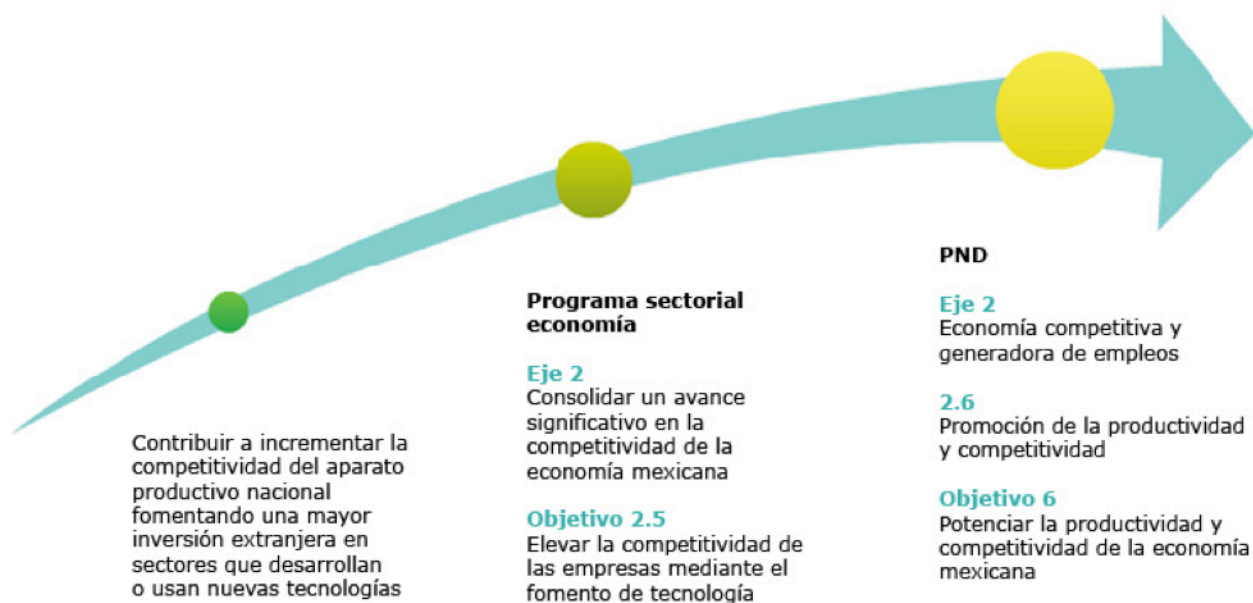 Contribuir a incrementar la
competitividad del aparato
productivo nacional
fomentando una mayor
inversión extranjera en
sectores que desarrollan
o usan nuevas tecnologías
Programa sectorial
economía
Eje 2
Consolidar un avance
significativo en la
competitividad de la
economía mexicana
Objetivo 2.5
Elevar la competitividad de
las empresas mediante el
fomento de tecnología
PND
Eje 2
Economía competitiva y
generadora de empleos
2.6
Promoción de la productividad
y competitividad
Objetivo 6
Potenciar la productividad y
competitividad de la economía
mexicana